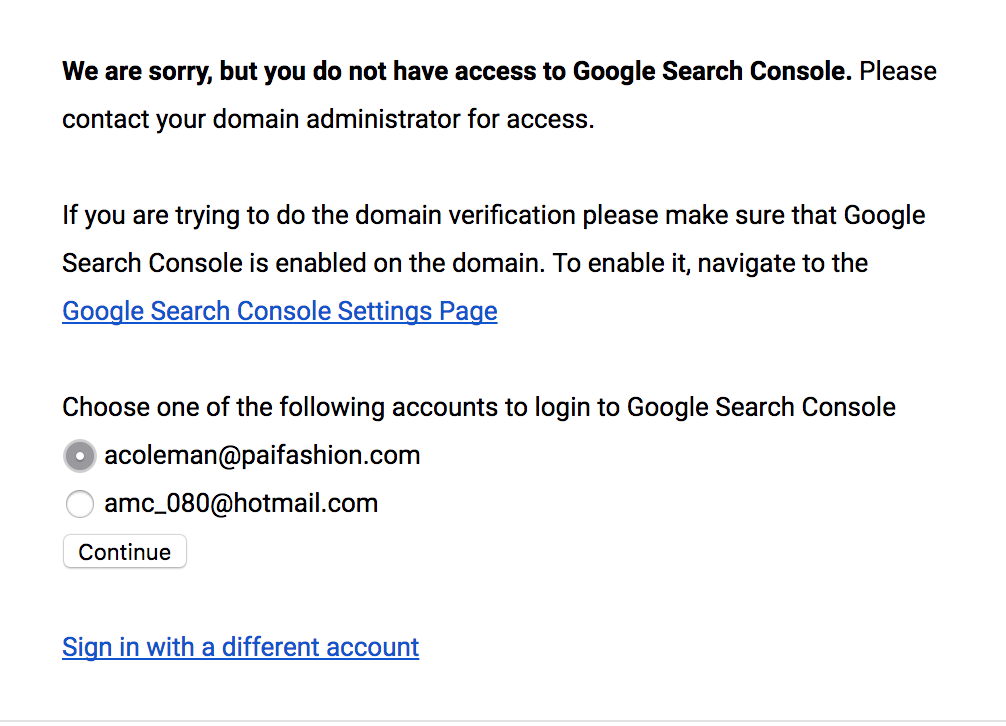 We are sorry, but you do not have access to Google Search Console. Please
contact your domain administrator for access.
If you are trying to do the domain verification please make sure that Google
Search Console is enabled on the domain. To enable it, navigate to the
Google Search Console Settings Page
Choose one of the following accounts to login to Google Search Console
acoleman@paifashion.com
amc_080@hotmail.com
Continue
Sign in with a different account